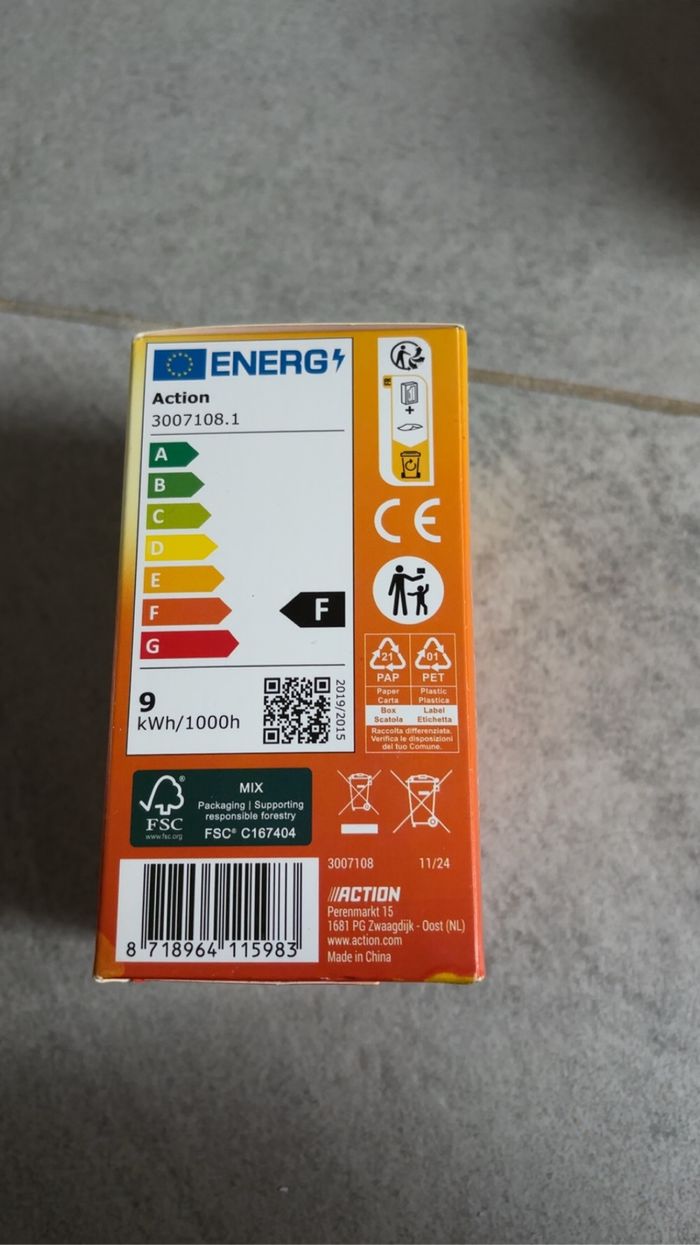 ENERG
Action
3007108.1
A
B
C
D
E
F
G
F
9
kWh/1000h
2019/2015
FR
+
CE
21
PAP
01
PET
Paper
Carta
Plastic
Plastica
Box
Scatola
Label
Etichetta
Raccolta differenziata.
Verifica le disposizioni
del tuo Comune.
FSC
www.fsc.org
®
MIX
Packaging | Supporting
responsible forestry
FSC® C167404
3007108 11/24
8 718964 115983
ACTION
Perenmarkt 15
1681 PG Zwaagdijk - Oost (NL)
www.action.com
Made in China